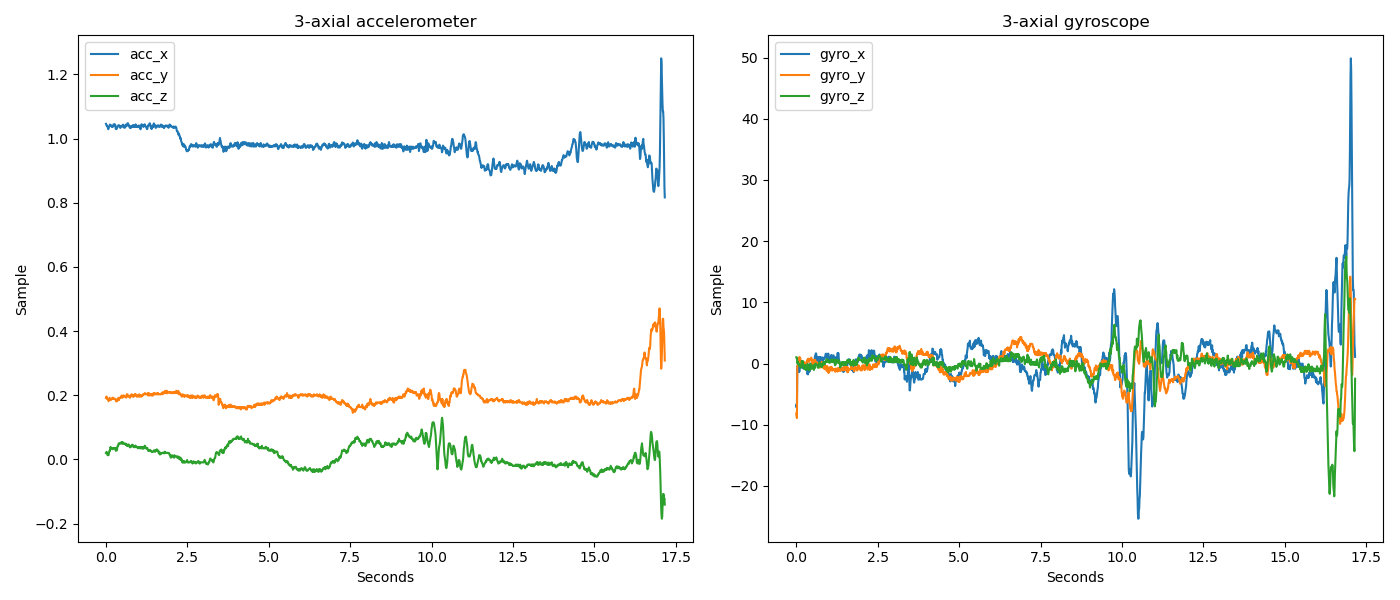 3-axial accelerometer
acc_x
acc_y
acc_z
1.2
1.0
0.8
0.6
0.4
0.2
0.0
−0.2
Sample
0.0 2.5 5.0 7.5 10.0 12.5 15.0 17.5
Seconds
3-axial gyroscope
gyro_x
gyro_y
gyro_z
50
40
30
20
10
0
−10
−20
Sample
0.0 2.5 5.0 7.5 10.0 12.5 15.0 17.5
Seconds